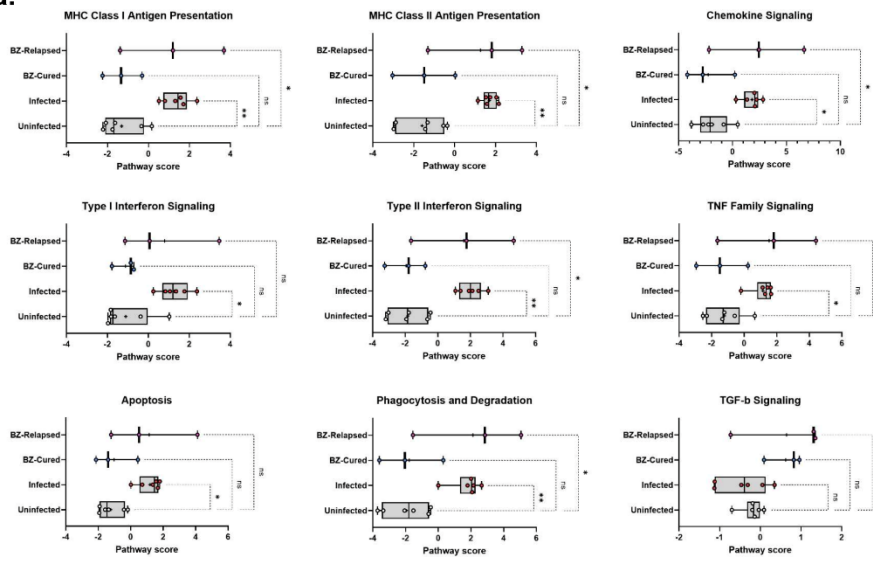 a.
MHC Class I Antigen Presentation
BZ-Relapsed
BZ-Cured
Infected
Uninfected
**
ns
*
-4 -2 0 2 4
Pathway score
MHC Class II Antigen Presentation
BZ-Relapsed
BZ-Cured
Infected
Uninfected
**
ns
*
-4 -2 0 2 4
Pathway score
Chemokine Signaling
BZ-Relapsed
BZ-Cured
Infected
Uninfected
*
ns
*
-5 0 5 10
Pathway score
Type I Interferon Signaling
BZ-Relapsed
BZ-Cured
Infected
Uninfected
*
ns
ns
-4 -2 0 2 4
Pathway score
Type II Interferon Signaling
BZ-Relapsed
BZ-Cured
Infected
Uninfected
**
ns
*
-4 -2 0 2 4 6
Pathway score
TNF Family Signaling
BZ-Relapsed
BZ-Cured
Infected
Uninfected
*
ns
ns
-4 -2 0 2 4 6
Pathway score
Apoptosis
BZ-Relapsed
BZ-Cured
Infected
Uninfected
*
ns
ns
-4 -2 0 2 4 6
Pathway score
Phagocytosis and Degradation
BZ-Relapsed
BZ-Cured
Infected
Uninfected
**
ns
*
-4 -2 0 2 4 6
Pathway score
TGF-b Signaling
BZ-Relapsed
BZ-Cured
Infected
Uninfected
ns
ns
ns
-2 -1 0 1 2
Pathway score